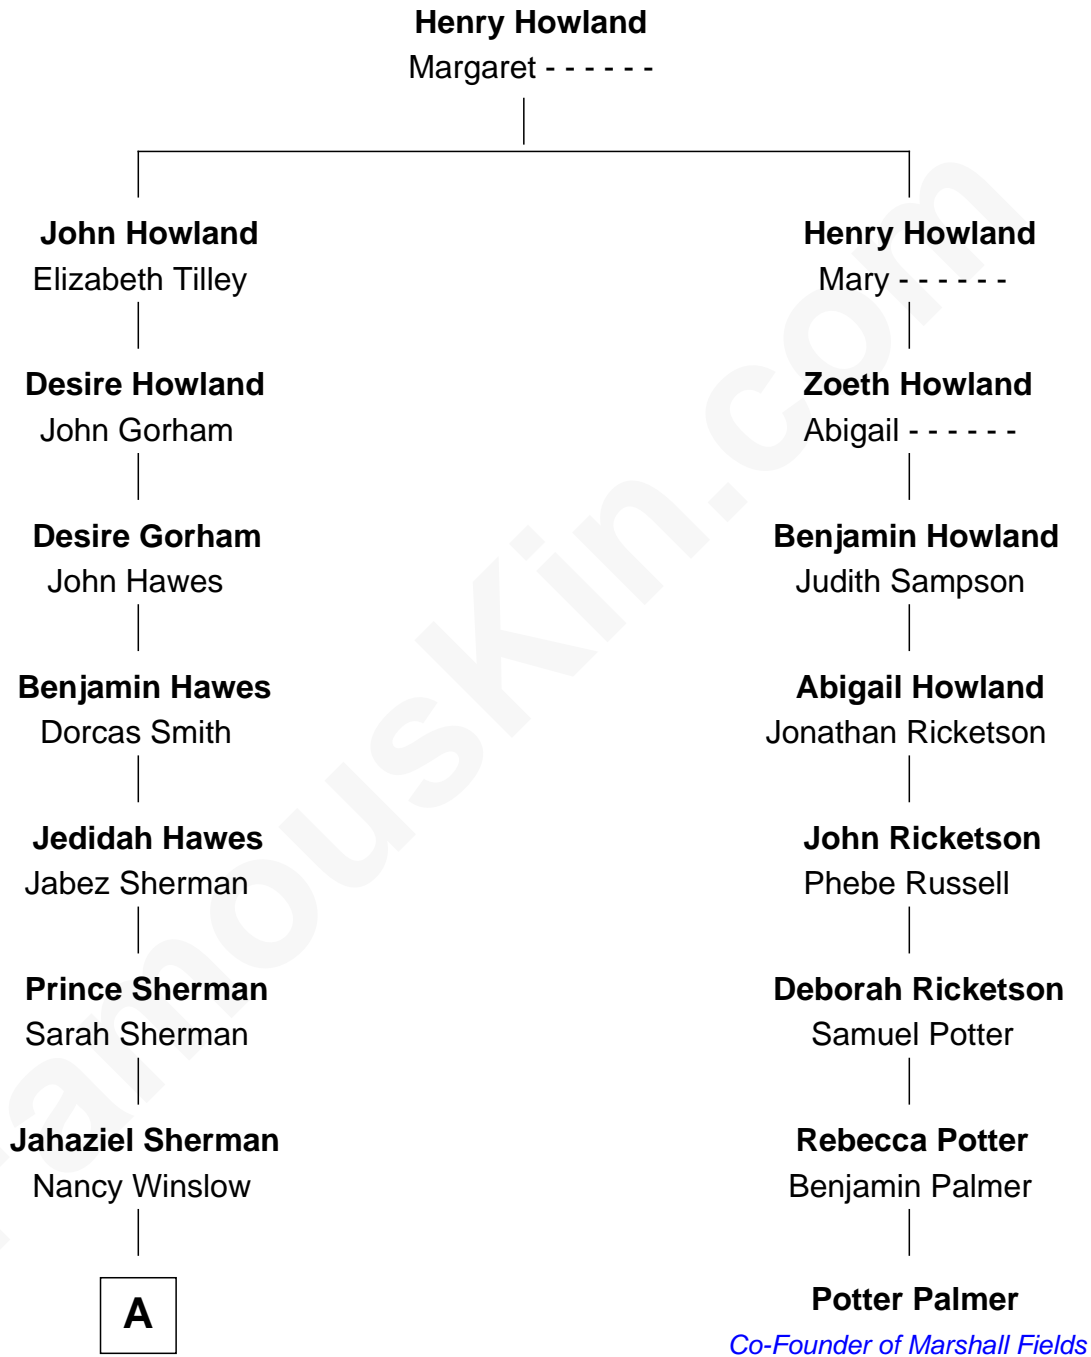 Henry Howland
Margaret - - - - - -
John Howland
Elizabeth Tilley
Henry Howland
Mary - - - - - -
Desire Howland
John Gorham
Zoeth Howland
Abigail - - - - - -
Desire Gorham
John Hawes
Benjamin Howland
Judith Sampson
Benjamin Hawes
Dorcas Smith
Abigail Howland
Jonathan Ricketson
Jedidah Hawes
Jabez Sherman
John Ricketson
Phebe Russell
Prince Sherman
Sarah Sherman
Deborah Ricketson
Samuel Potter
Jahaziel Sherman
Nancy Winslow
Rebecca Potter
Benjamin Palmer
A
Potter Palmer
Co-Founder of Marshall Fields
FamousKin.com